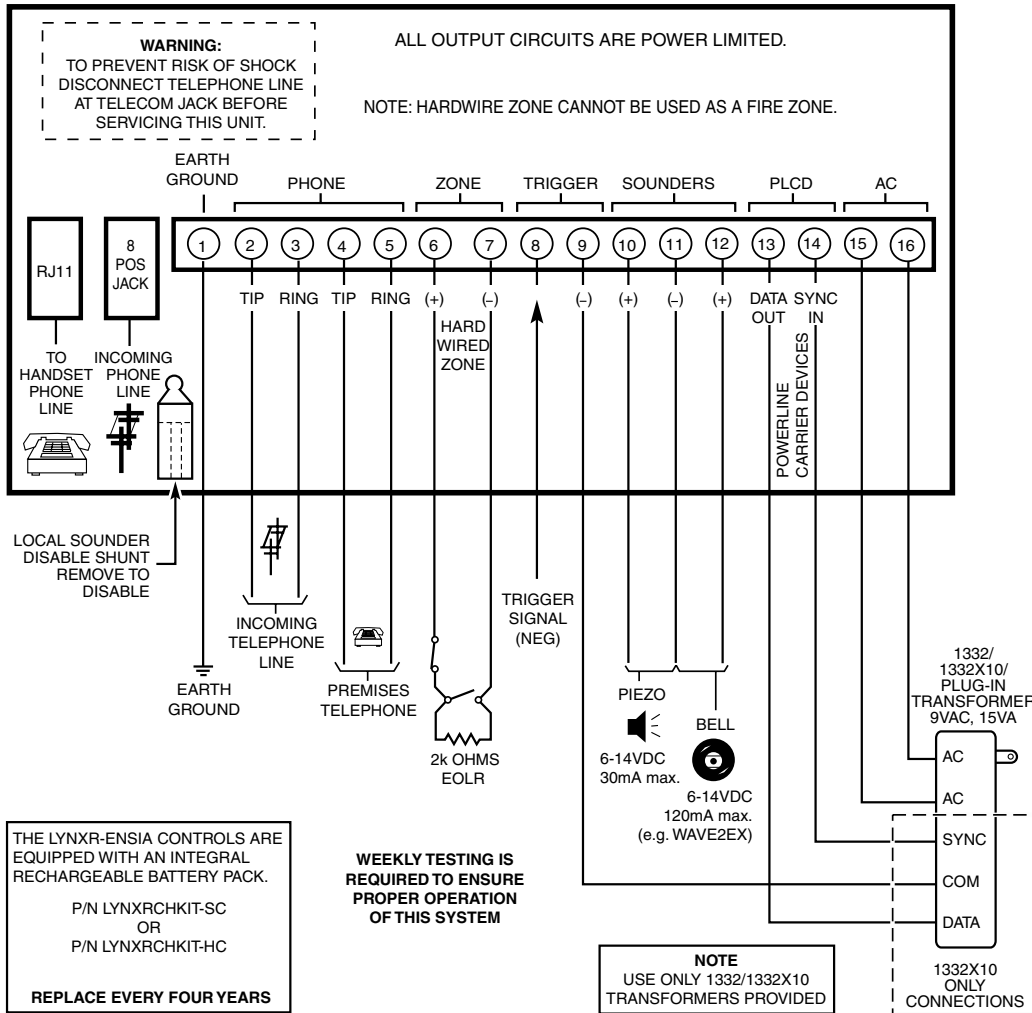 WARNING:
TO PREVENT RISK OF SHOCK
DISCONNECT TELEPHONE LINE
AT TELECOM JACK BEFORE
SERVICING THIS UNIT.
ALL OUTPUT CIRCUITS ARE POWER LIMITED.
NOTE: HARDWIRE ZONE CANNOT BE USED AS A FIRE ZONE.
EARTH
GROUND
PHONE
ZONE
TRIGGER
SOUNDERS
PLCD
AC
RJ11
8
POS
JACK
1
2
3
4
5
6
7
8
9
10
11
12
13
14
15
16
TIP
RING
TIP
RING
(+)
(–)
(–)
(+)
(–)
(+)
DATA
OUT
SYNC
IN
HARD
WIRED
ZONE
POWERLINE
CARRIER DEVICES
TO
HANDSET
PHONE
LINE
INCOMING
PHONE
LINE
LOCAL SOUNDER
DISABLE SHUNT
REMOVE TO
DISABLE
EARTH
GROUND
INCOMING
TELEPHONE
LINE
PREMISES
TELEPHONE
2k OHMS
EOLR
TRIGGER
SIGNAL
(NEG)
PIEZO
6-14VDC
30mA max.
BELL
6-14VDC
120mA max.
(e.g. WAVE2EX)
1332/
1332X10/
PLUG-IN
TRANSFORMER
9VAC, 15VA
AC
AC
SYNC
COM
DATA
1332X10
ONLY
CONNECTIONS
THE LYNXR-ENSIA CONTROLS ARE
EQUIPPED WITH AN INTEGRAL
RECHARGEABLE BATTERY PACK.
P/N LYNXRCHKIT-SC
OR
P/N LYNXRCHKIT-HC
REPLACE EVERY FOUR YEARS
WEEKLY TESTING IS
REQUIRED TO ENSURE
PROPER OPERATION
OF THIS SYSTEM
NOTE
USE ONLY 1332/1332X10
TRANSFORMERS PROVIDED